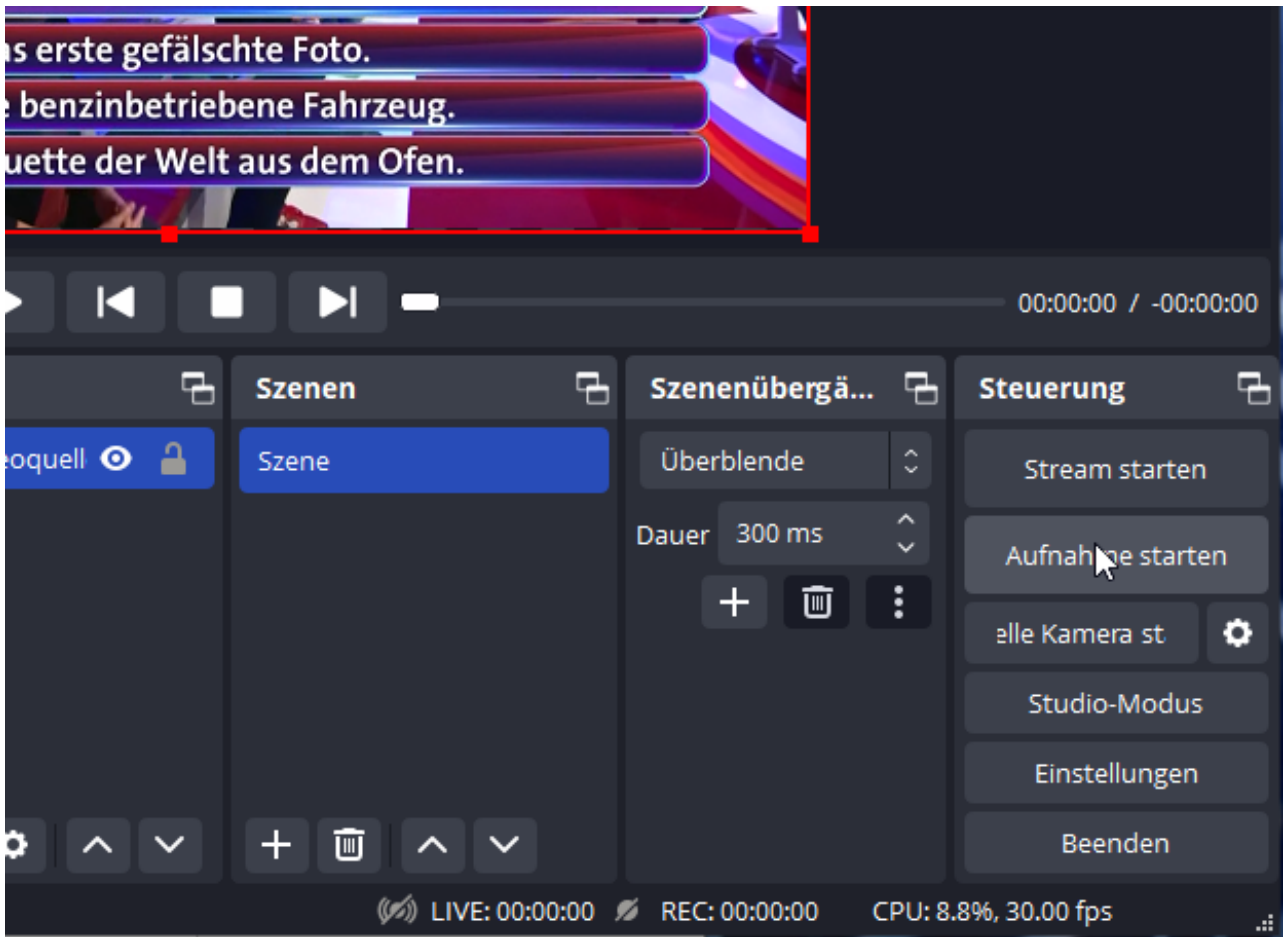 as erste gefälschte Foto.
benzinbetriebene Fahrzeug.
uette der Welt aus dem Ofen.
00:00:00 / -00:00:00
Szenen
Szenenübergä...
Steuerung
eoquell
Szene
Überblende
Stream starten
Dauer 300 ms
Aufnahme starten
elle Kamera st
Studio-Modus
Einstellungen
Beenden
LIVE: 00:00:00 REC: 00:00:00 CPU: 8.8%, 30.00 fps